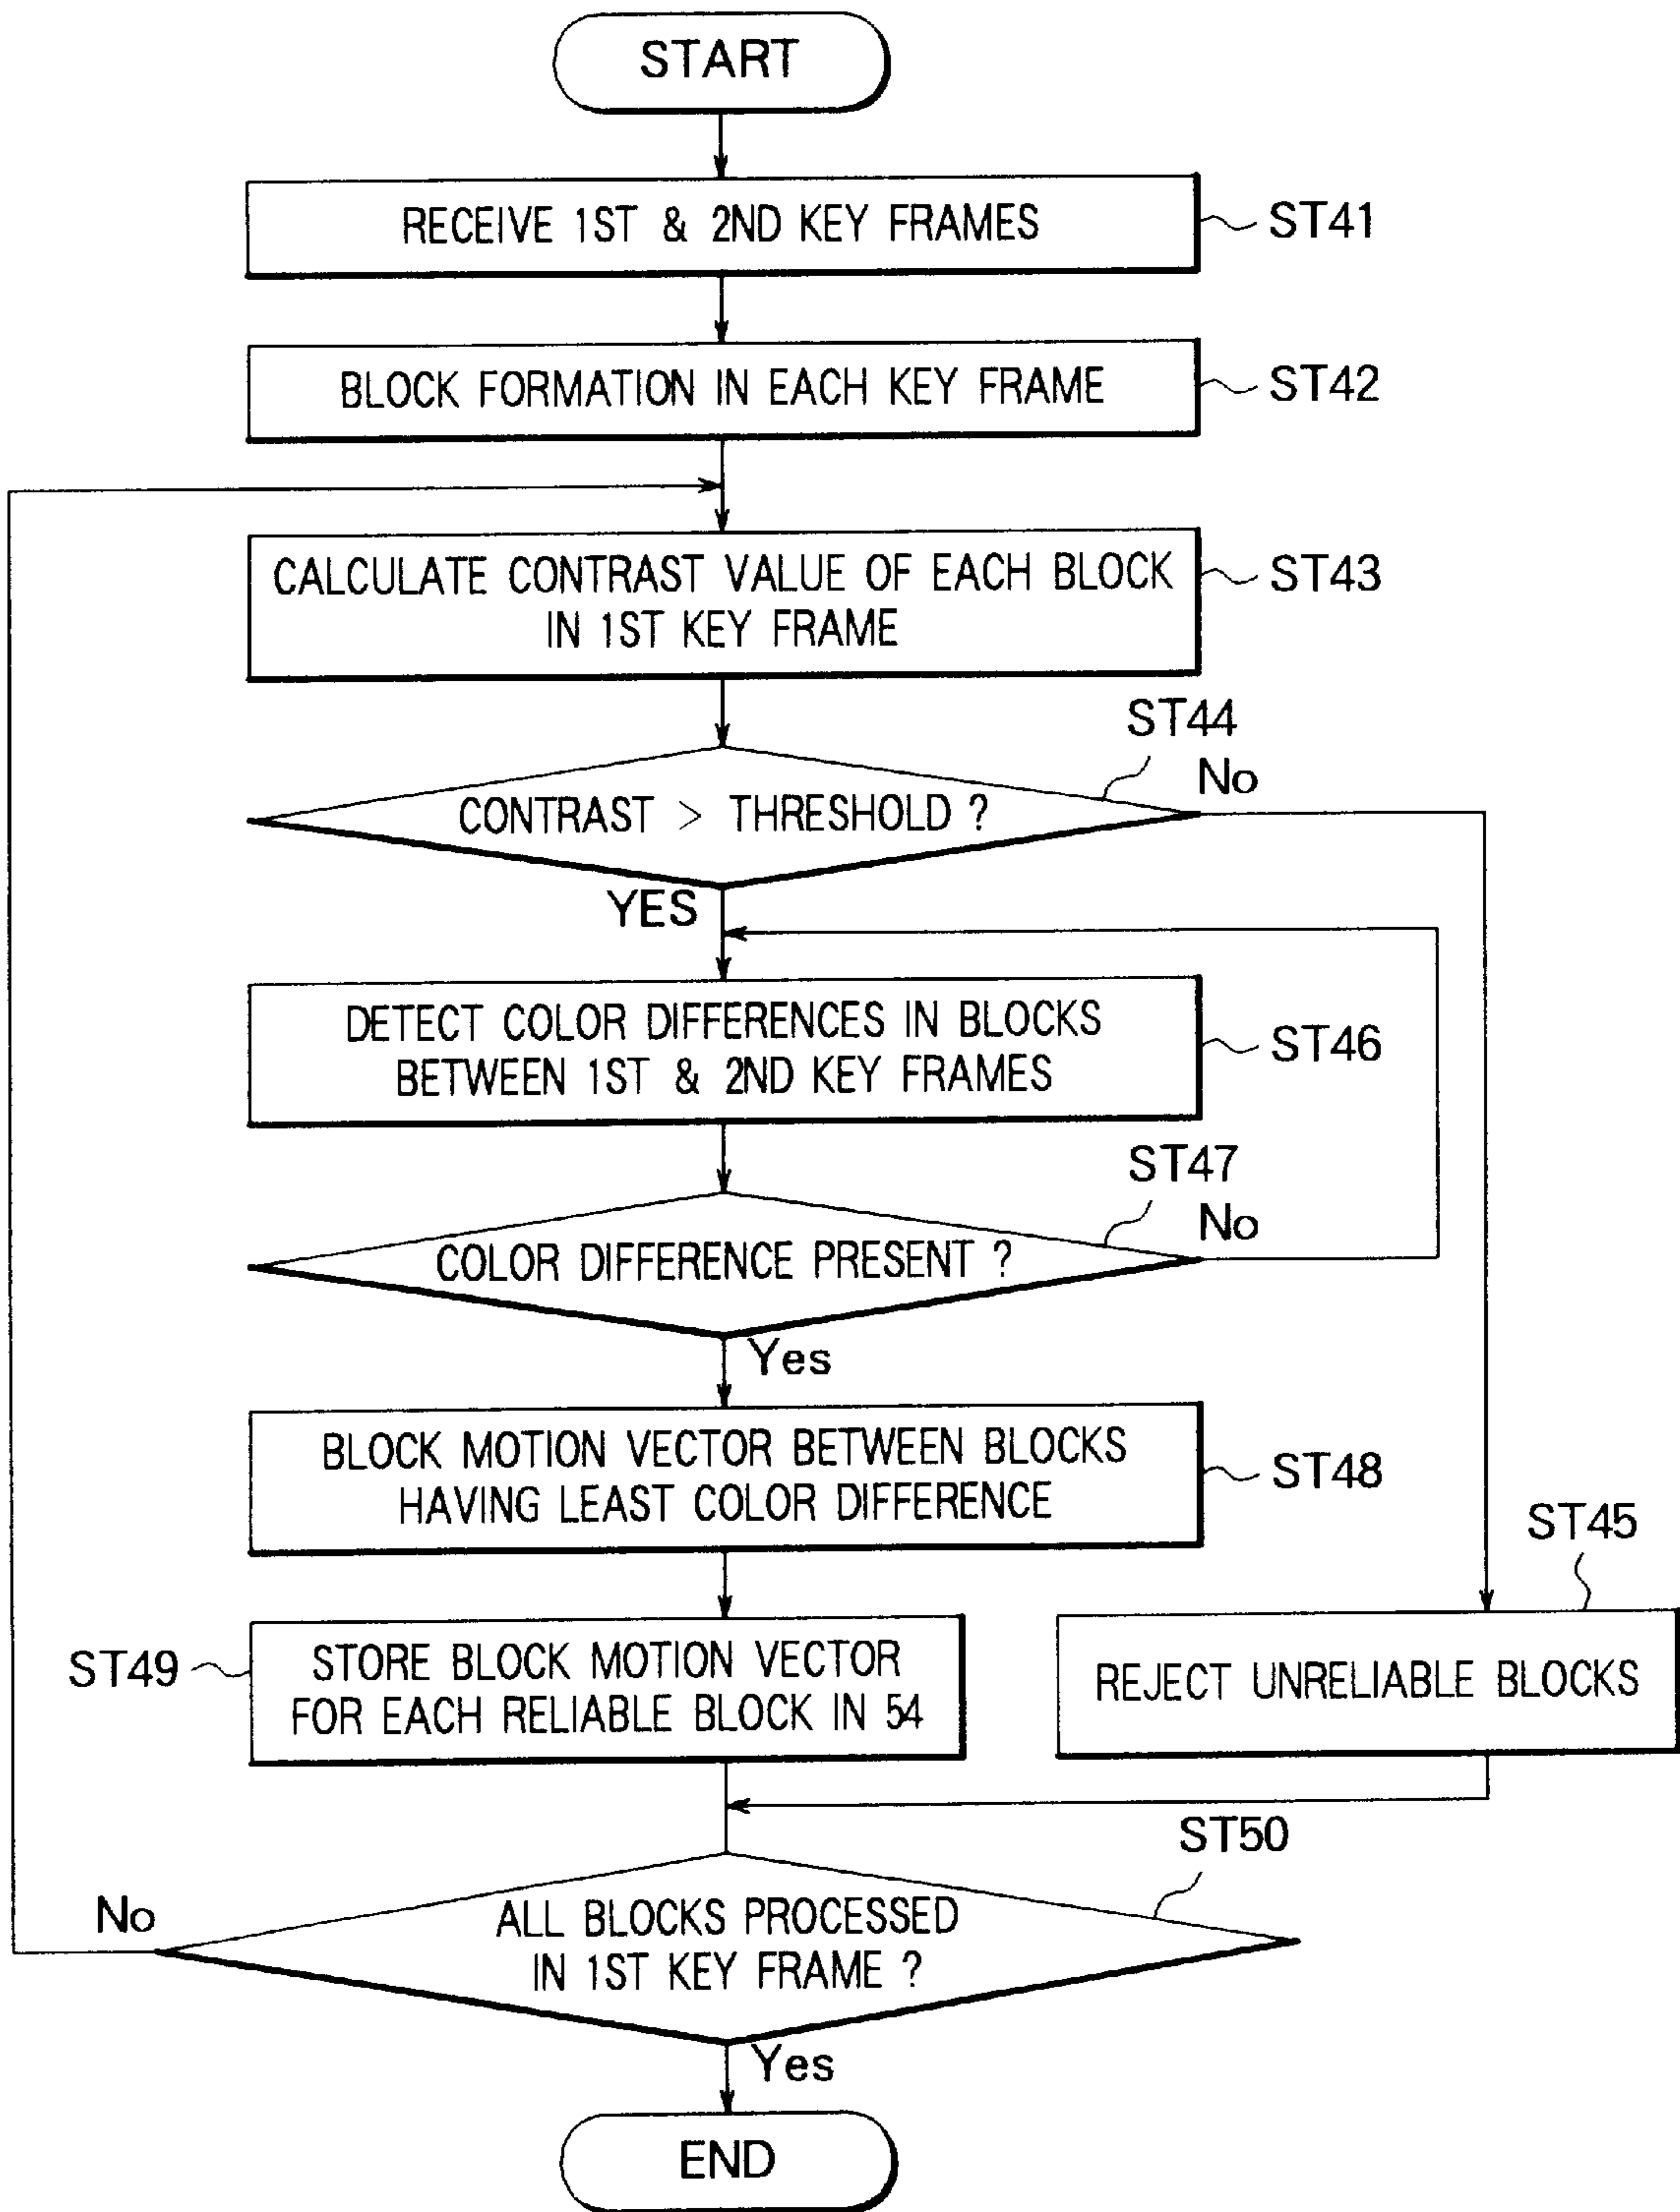 START
RECEIVE 1ST & 2ND KEY FRAMES
ST41
BLOCK FORMATION IN EACH KEY FRAME
ST42
CALCULATE CONTRAST VALUE OF EACH BLOCK
IN 1ST KEY FRAME
ST43
ST44
CONTRAST > THRESHOLD ?
No
YES
DETECT COLOR DIFFERENCES IN BLOCKS
BETWEEN 1ST & 2ND KEY FRAMES
ST46
ST47
COLOR DIFFERENCE PRESENT ?
No
Yes
BLOCK MOTION VECTOR BETWEEN BLOCKS
HAVING LEAST COLOR DIFFERENCE
ST48
ST49
STORE BLOCK MOTION VECTOR
FOR EACH RELIABLE BLOCK IN 54
ST45
REJECT UNRELIABLE BLOCKS
ST50
No
ALL BLOCKS PROCESSED
IN 1ST KEY FRAME ?
Yes
END